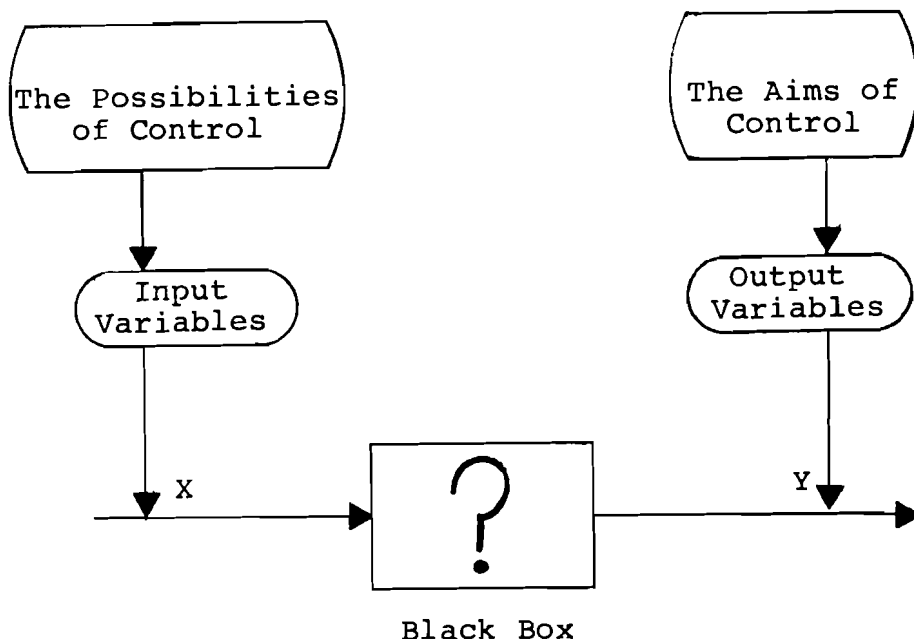 The Possibilities
of Control
The Aims of
Control
Input
Variables
Output
Variables
X
Y
?
Black Box